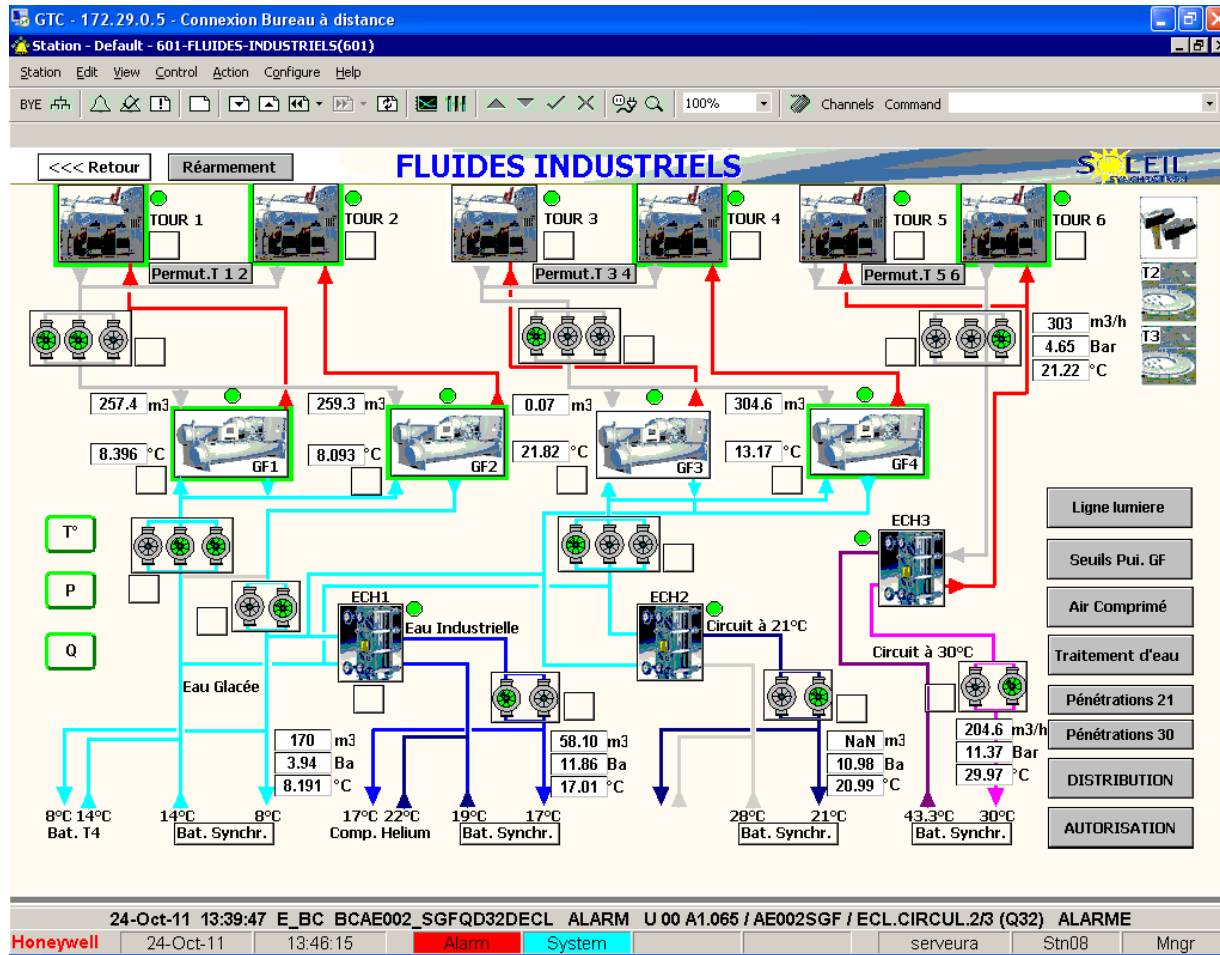 GTC - 172.29.0.5 - Connexion Bureau à distance
Station - Default - 601-FLUIDES-INDUSTRIELS(601)
Station Edit View Control Action Configure Help
BYE 100% Channels Command
<<< Retour Réarmement FLUIDES INDUSTRIELS SOLEIL
SYNCHROTRON
TOUR 1 TOUR 2 TOUR 3 TOUR 4 TOUR 5 TOUR 6
Permut.T 1 2 Permut.T 3 4 Permut.T 5 6 T2
303 m3/h
4.65 Bar T3
21.22 °C
257.4 m3 259.3 m3 0.07 m3 304.6 m3
8.396 °C 8.093 °C 21.82 °C 13.17 °C
GF1 GF2 GF3 GF4
Ligne lumiere
T° ECH3
Seuils Pui. GF
P
ECH1 ECH2 Air Comprimé
Eau Industrielle Circuit à 21°C
Q Circuit à 30°C Traitement d'eau
Eau Glacée Pénétrations 21
170 m3 58.10 m3 NaN m3 204.6 m3/h Pénétrations 30
3.94 Ba 11.86 Ba 10.98 Ba 11.37 Bar
8.191 °C 17.01 °C 20.99 °C 29.97 °C DISTRIBUTION
8°C 14°C 14°C 8°C 17°C 22°C 19°C 17°C 28°C 21°C 43.3°C 30°C
Bat. T4 Bat. Synchr. Comp. Helium Bat. Synchr. Bat. Synchr. Bat. Synchr. AUTORISATION
24-Oct-11 13:39:47 E_BC BCAE002_SGFQD32DECL ALARM U 00 A1.065 / AE002SGF / ECL.CIRCUL.2/3 (Q32) ALARME
Honeywell 24-Oct-11 13:46:15 Alarm System serveura Stn08 Mngr